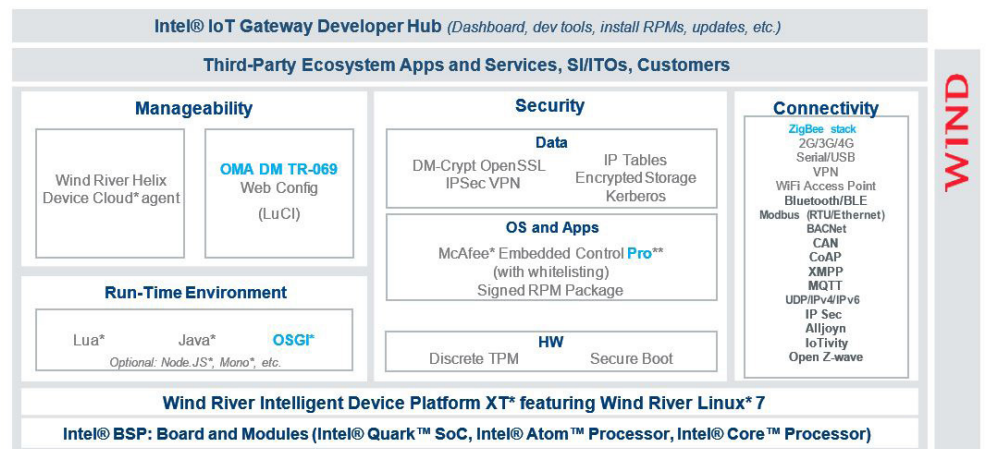 Intel® IoT Gateway Developer Hub (Dashboard, dev tools, install RPMs, updates, etc.)
Third-Party Ecosystem Apps and Services, SI/ITOs, Customers
Manageability
Wind River Helix
Device Cloud* agent
OMA DM TR-069
Web Config
(LuCI)
Run-Time Environment
Lua*
Java*
OSGI*
Optional: Node.JS*, Mono*, etc.
Security
Data
DM-Crypt OpenSSL
IPSec VPN
IP Tables
Encrypted Storage
Kerberos
OS and Apps
McAfee* Embedded Control Pro**
(with whitelisting)
Signed RPM Package
HW
Discrete TPM
Secure Boot
Connectivity
ZigBee stack
2G/3G/4G
Serial/USB
VPN
WiFi Access Point
Bluetooth/BLE
Modbus (RTU/Ethernet)
BACNet
CAN
CoAP
XMPP
MQTT
UDP/IPv4/IPv6
IP Sec
Alljoyn
IoTivity
Open Z-wave
Wind River Intelligent Device Platform XT* featuring Wind River Linux* 7
Intel® BSP: Board and Modules (Intel® Quark™ SoC, Intel® Atom™ Processor, Intel® Core™ Processor)
WIND